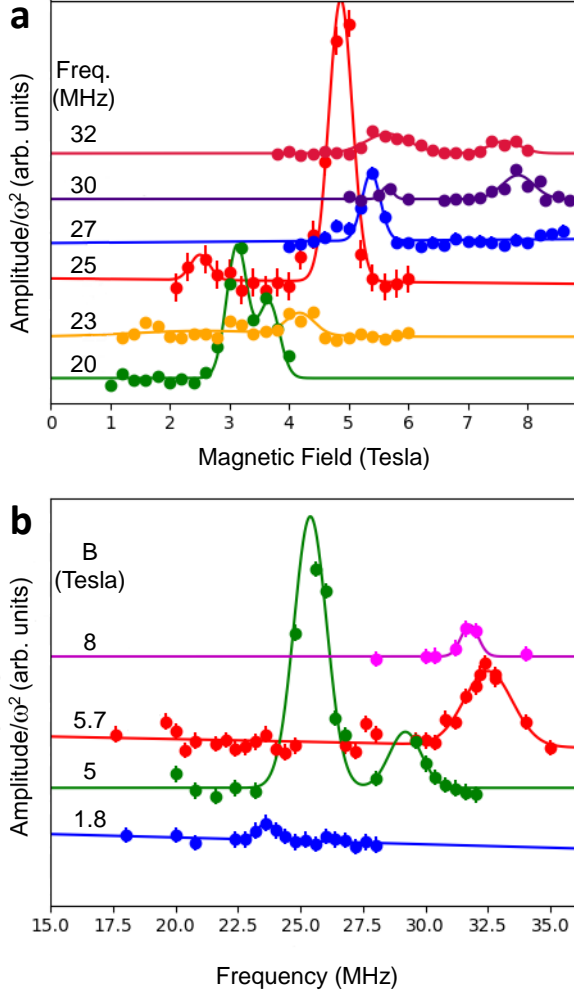 a
Amplitude/ω² (arb. units)
Freq.
(MHz)
32
30
27
25
23
20
0 1 2 3 4 5 6 7 8
Magnetic Field (Tesla)
b
Amplitude/ω² (arb. units)
B
(Tesla)
8
5.7
5
1.8
15.0 17.5 20.0 22.5 25.0 27.5 30.0 32.5 35.0
Frequency (MHz)